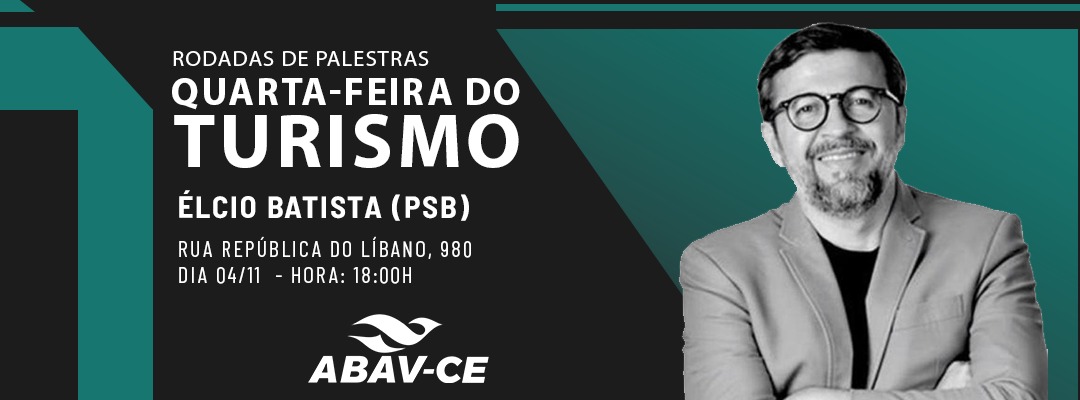 RODADAS DE PALESTRAS
QUARTA-FEIRA DO
TURISMO
ÉLCIO BATISTA (PSB)
RUA REPÚBLICA DO LÍBANO, 980
DIA 04/11 - HORA: 18:00H
ABAV-CE